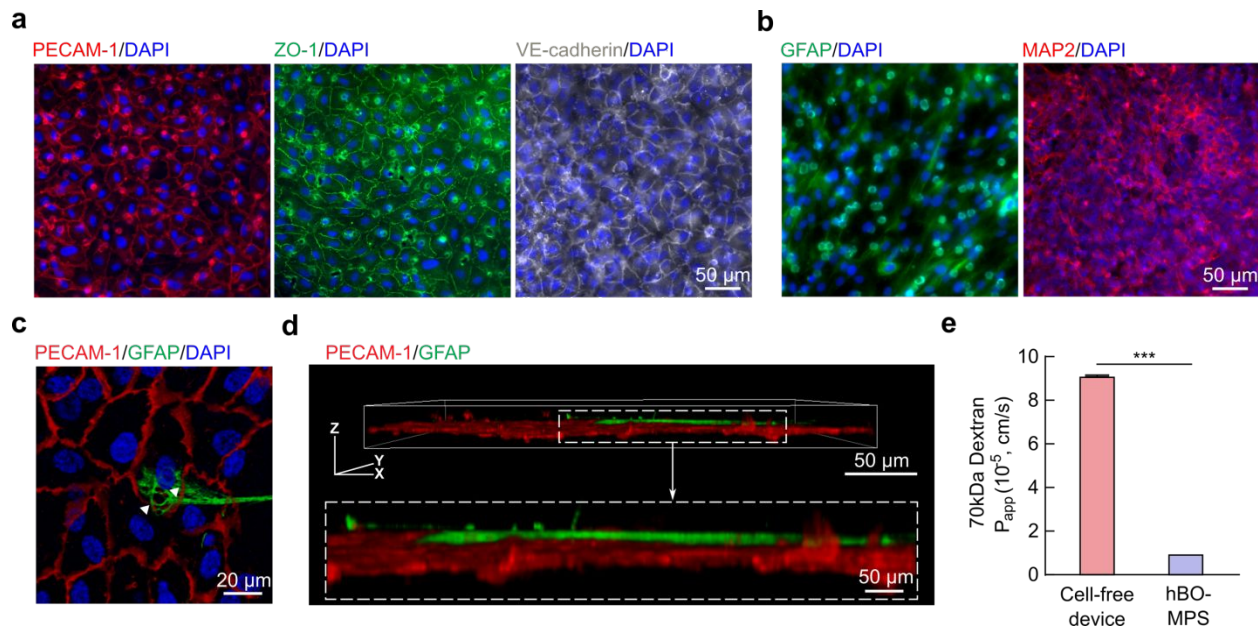 a
PECAM-1/DAPI
ZO-1/DAPI
VE-cadherin/DAPI
50 μm
b
GFAP/DAPI
MAP2/DAPI
50 μm
c
PECAM-1/GFAP/DAPI
20 μm
d
PECAM-1/GFAP
Z
Y
X
50 μm
50 μm
e
70kDa Dextran
Papp (10-5, cm/s)
10
8
6
4
2
0
***
Cell-free
device
hBO-
MPS